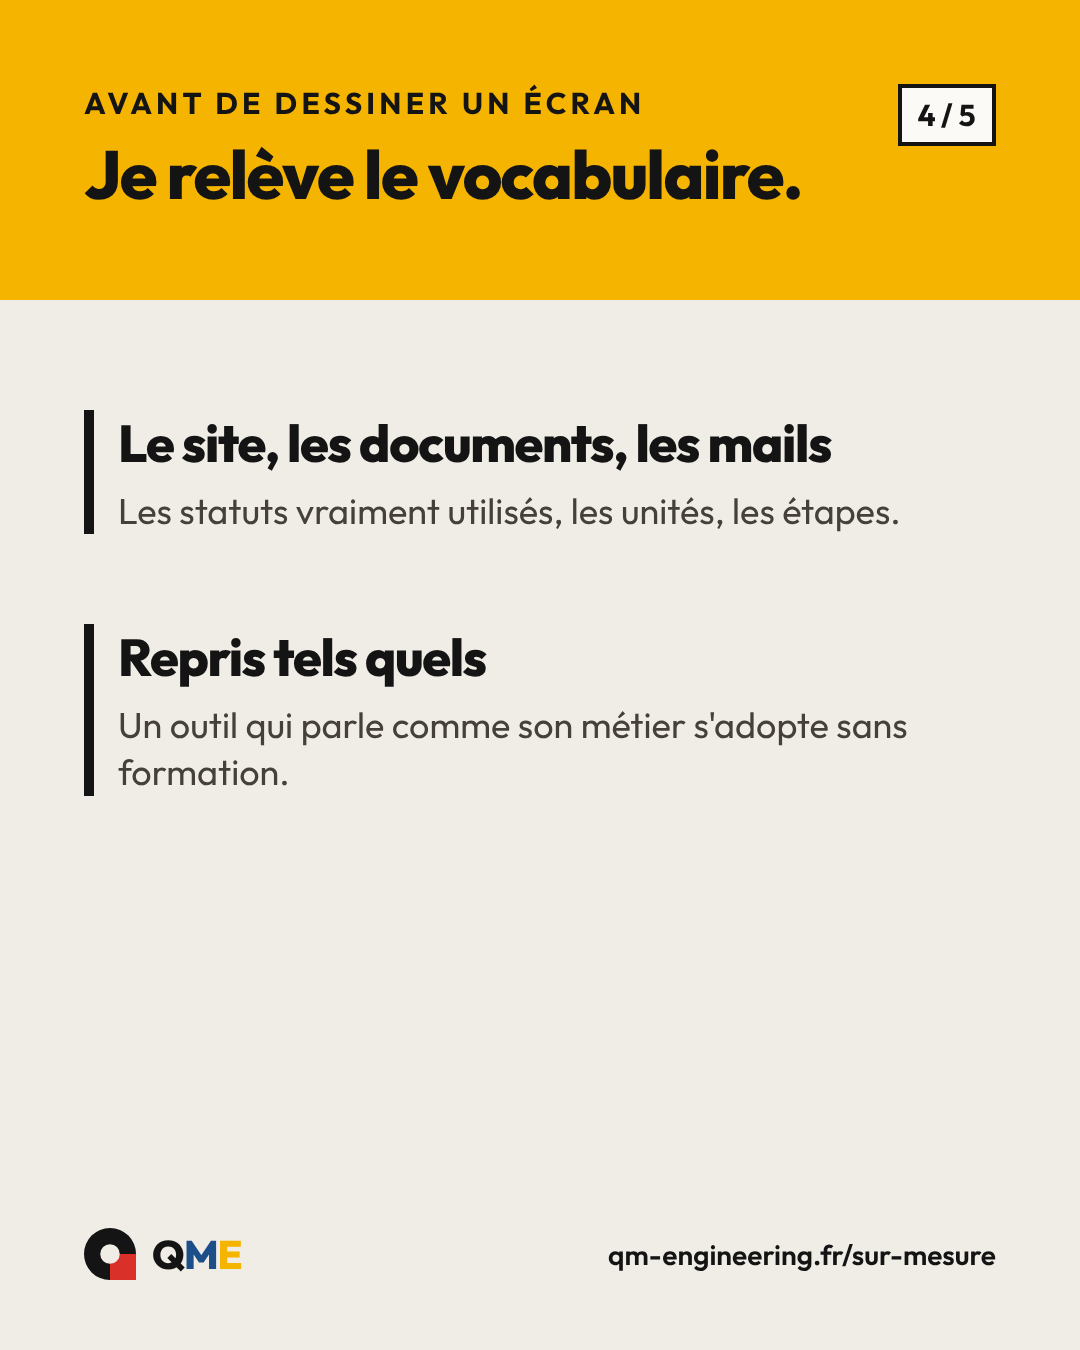 AVANT DE DESSINER UN ÉCRAN
4/5
Je relève le vocabulaire.
Le site, les documents, les mails
Les statuts vraiment utilisés, les unités, les étapes.
Repris tels quels
Un outil qui parle comme son métier s'adopte sans
formation.
QME
qm-engineering.fr/sur-mesure